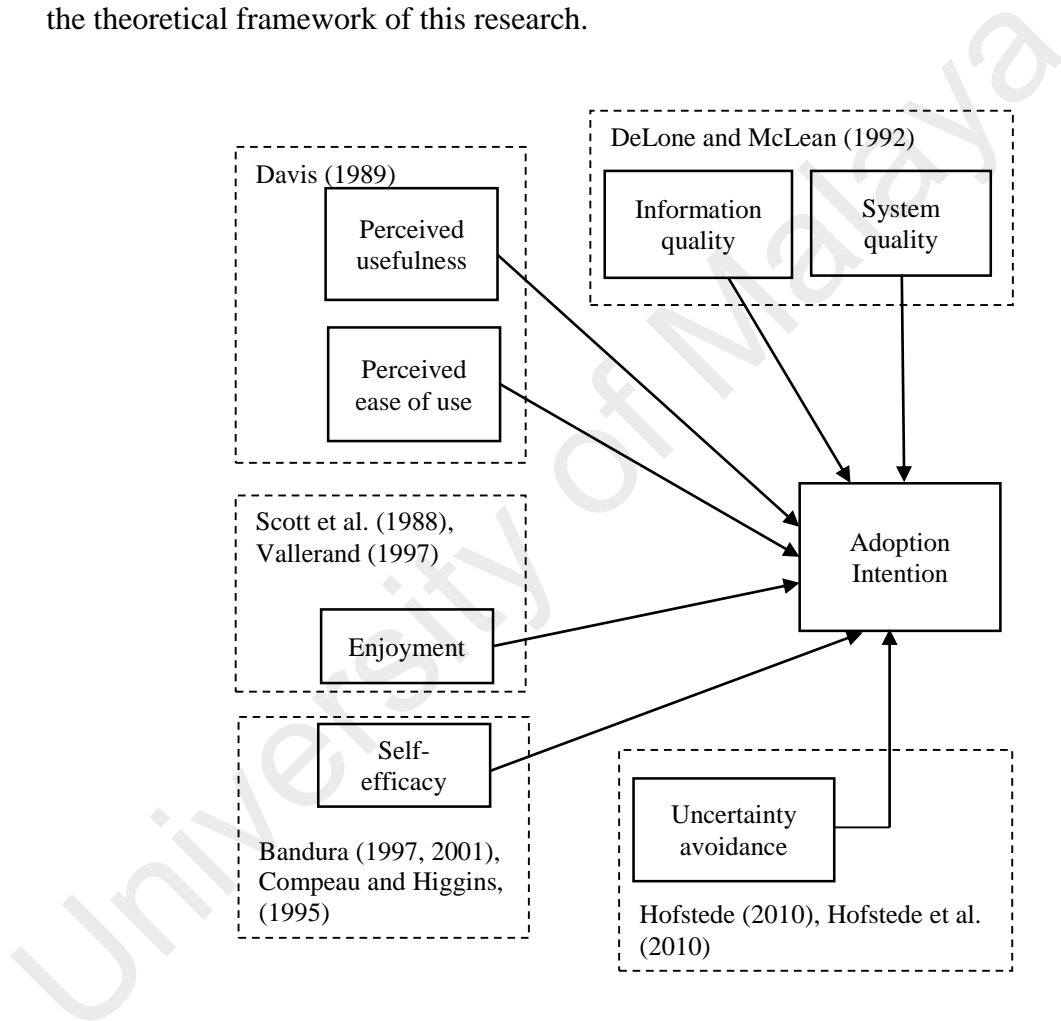 the theoretical framework of this research.
DeLone and McLean (1992)
Information
quality
System
quality
Davis (1989)
Perceived
usefulness
Perceived
ease of use
Scott et al. (1988),
Vallerand (1997)
Enjoyment
Adoption
Intention
Self-
efficacy
Bandura (1997, 2001),
Compeau and Higgins,
(1995)
Uncertainty
avoidance
Hofstede (2010), Hofstede et al.
(2010)
University of Malaya